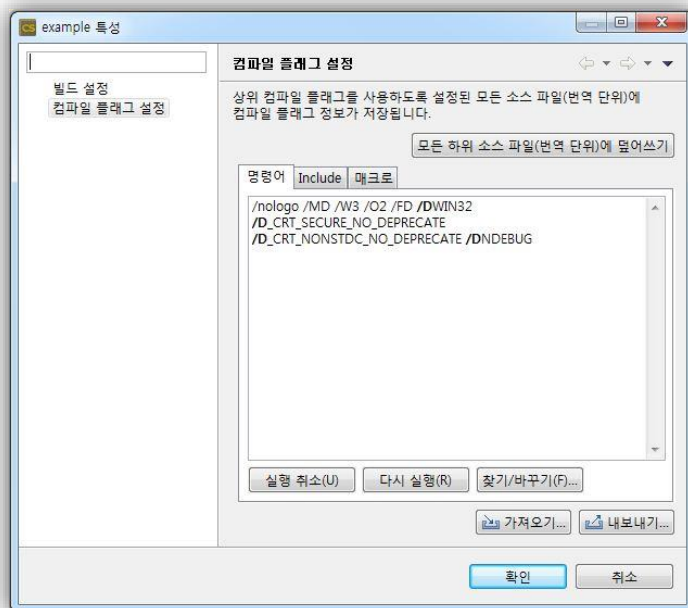 CS example 특성
컴파일 플래그 설정
빌드 설정
컴파일 플래그 설정
상위 컴파일 플래그를 사용하도록 설정된 모든 소스 파일(번역 단위)에
컴파일 플래그 정보가 저장됩니다.
모든 하위 소스 파일(번역 단위)에 덮어쓰기
명령어 Include 매크로
/nologo /MD /W3 /O2 /FD /DWIN32
/D_CRT_SECURE_NO_DEPRECATE
/D_CRT_NONSTDC_NO_DEPRECATE /DNDEBUG
실행 취소(U) 다시 실행(R) 찾기/바꾸기(F)...
가져오기... 내보내기...
확인 취소